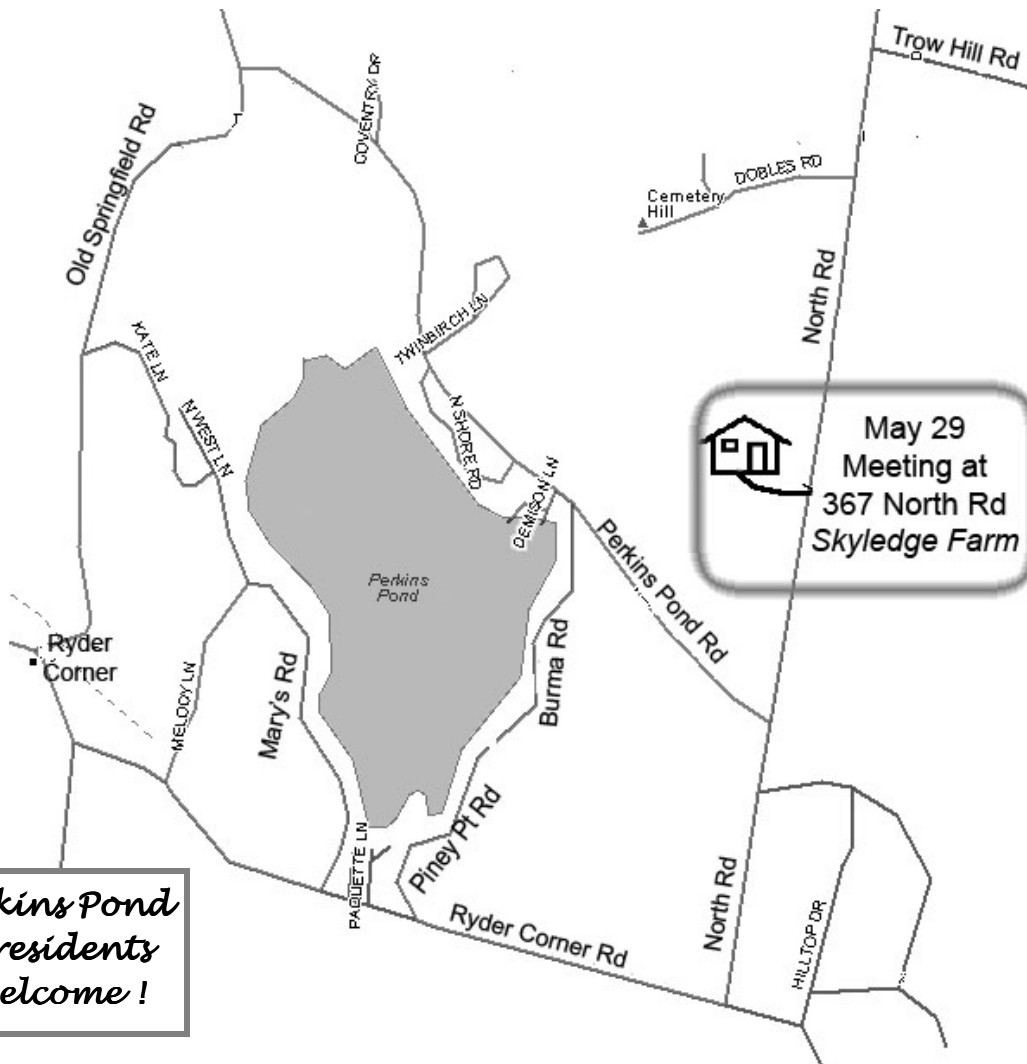 Trow Hill Rd
COVENTRY DR
Old Springfield Rd
DOBLES RD
Cemetery
Hill
North Rd
TWINBIRCH LN
KATE LN
N WEST LN
N SHORE RD
May 29
Meeting at
367 North Rd
Skyledge Farm
DEMISON LN
Perkins Pond Rd
Perkins
Pond
Ryder
Corner
Burma Rd
MELODY LN
Mary's Rd
Piney Pt Rd
PAQUETTE LN
Ryder Corner Rd
North Rd
HILLTOP DR
kins Pond
residents
elcome !